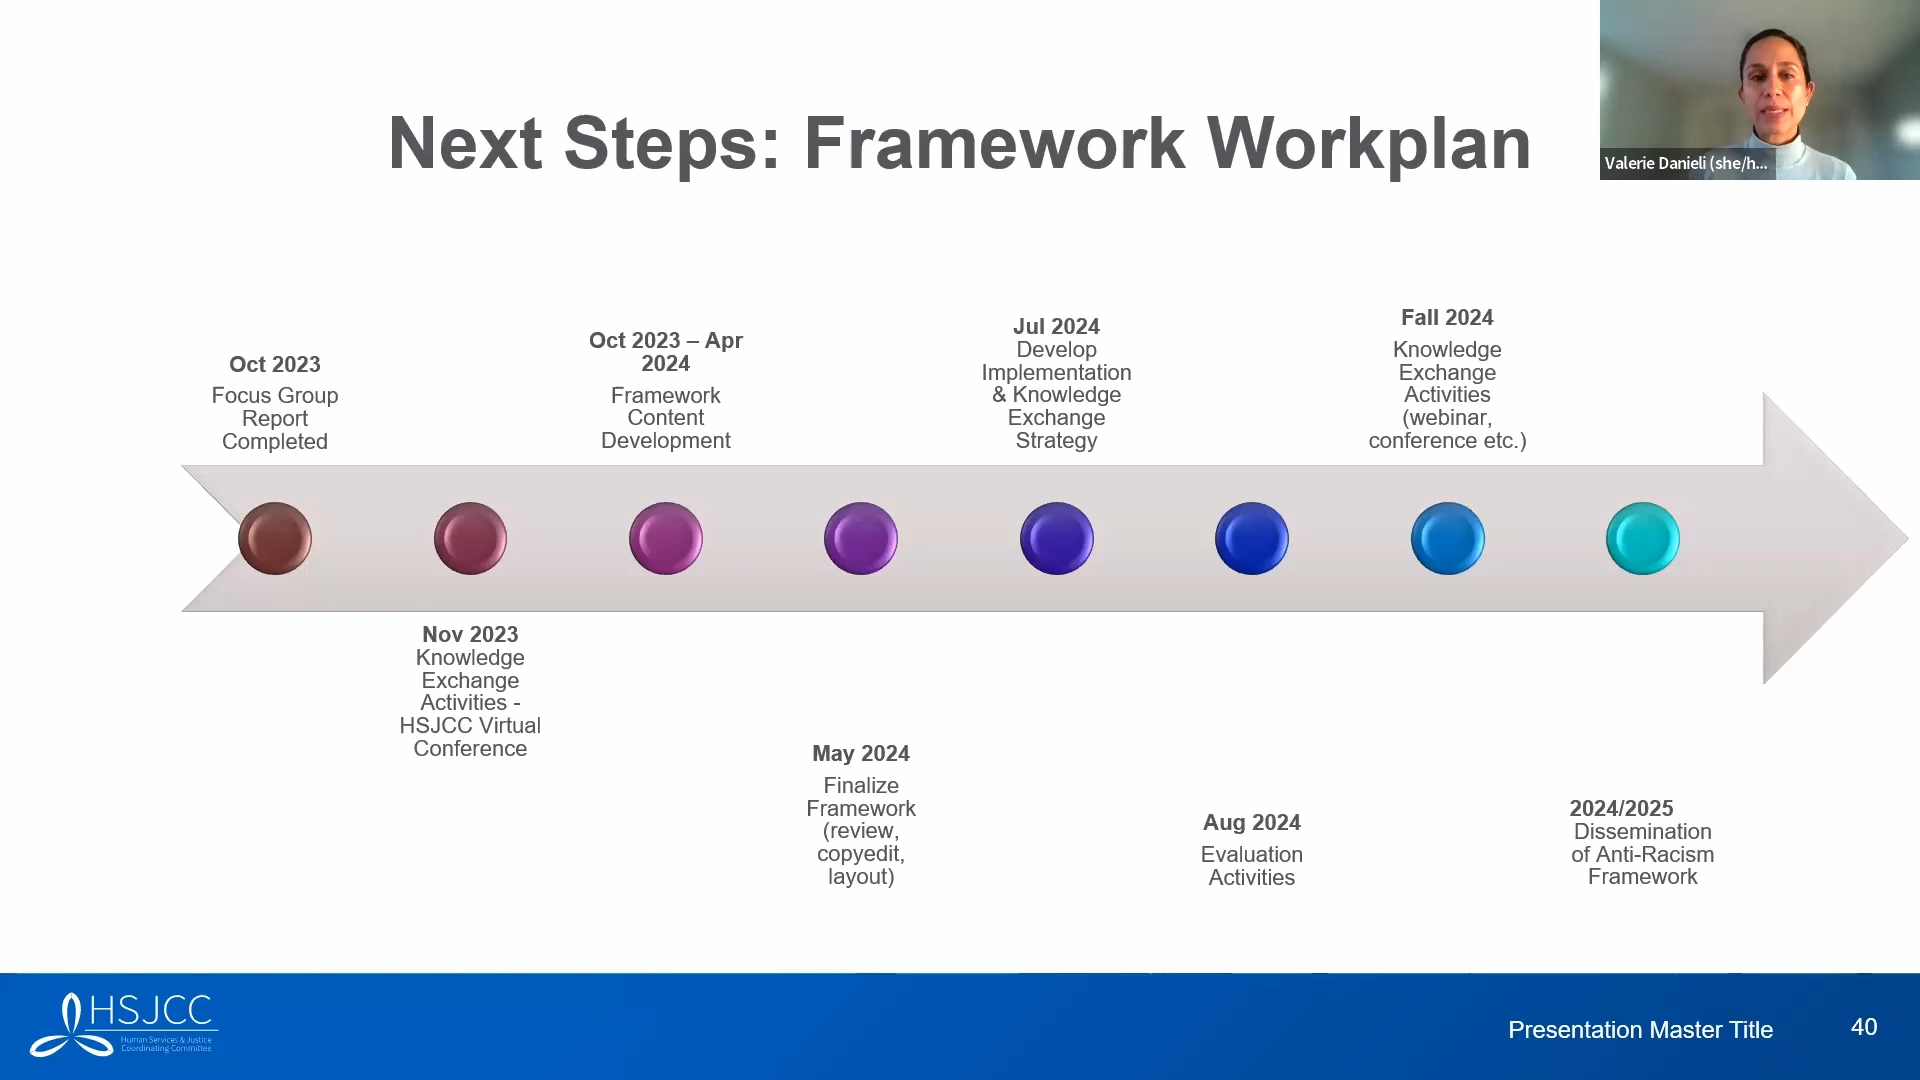 Next Steps: Framework Workplan
Valerie Danieli (she/h...
Oct 2023
Focus Group
Report
Completed
Nov 2023
Knowledge
Exchange
Activities -
HSJCC Virtual
Conference
Oct 2023 – Apr
2024
Framework
Content
Development
May 2024
Finalize
Framework
(review,
copyedit,
layout)
Jul 2024
Develop
Implementation
& Knowledge
Exchange
Strategy
Aug 2024
Evaluation
Activities
Fall 2024
Knowledge
Exchange
Activities
(webinar,
conference etc.)
2024/2025
Dissemination
of Anti-Racism
Framework
HSJCC
Human Services & Justice
Coordinating Committee
Presentation Master Title
40